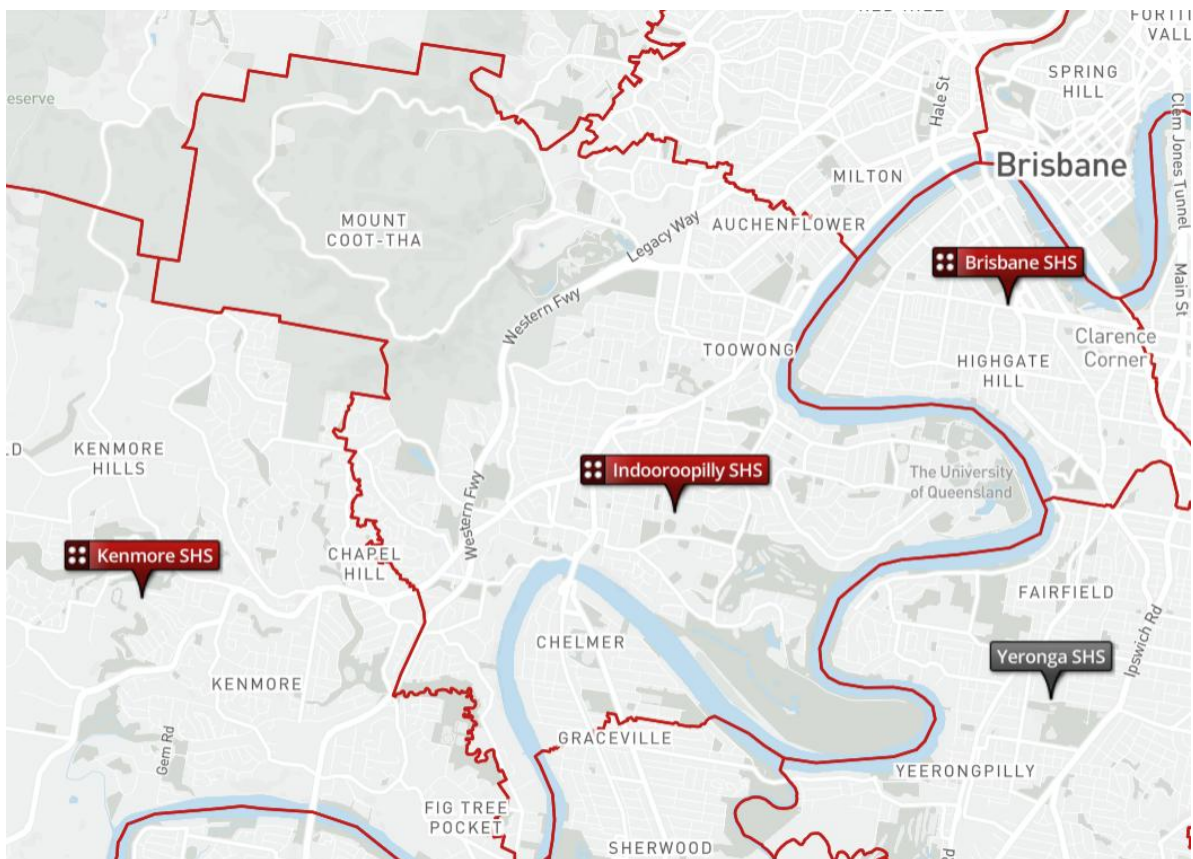 FORTIT
VALL
SPRING
HILL
Hale St
Clem Jones Tunnel
eserve
Brisbane
MILTON
MOUNT
COOT-THA
AUCHENFLOWER
Legacy Way
Brisbane SHS
Main St
Western Fwy
TOOWONG
Clarence
Corner
HIGHGATE
HILL
KENMORE
HILLS
Indooroopilly SHS
The University
of Queensland
Western Fwy
Kenmore SHS
CHAPEL
HILL
FAIRFIELD
Ipswich Rd
CHELMER
Yeronga SHS
KENMORE
Gem Rd
GRACEVILLE
YEERONGPILLY
FIG TREE
POCKET
SHERWOOD